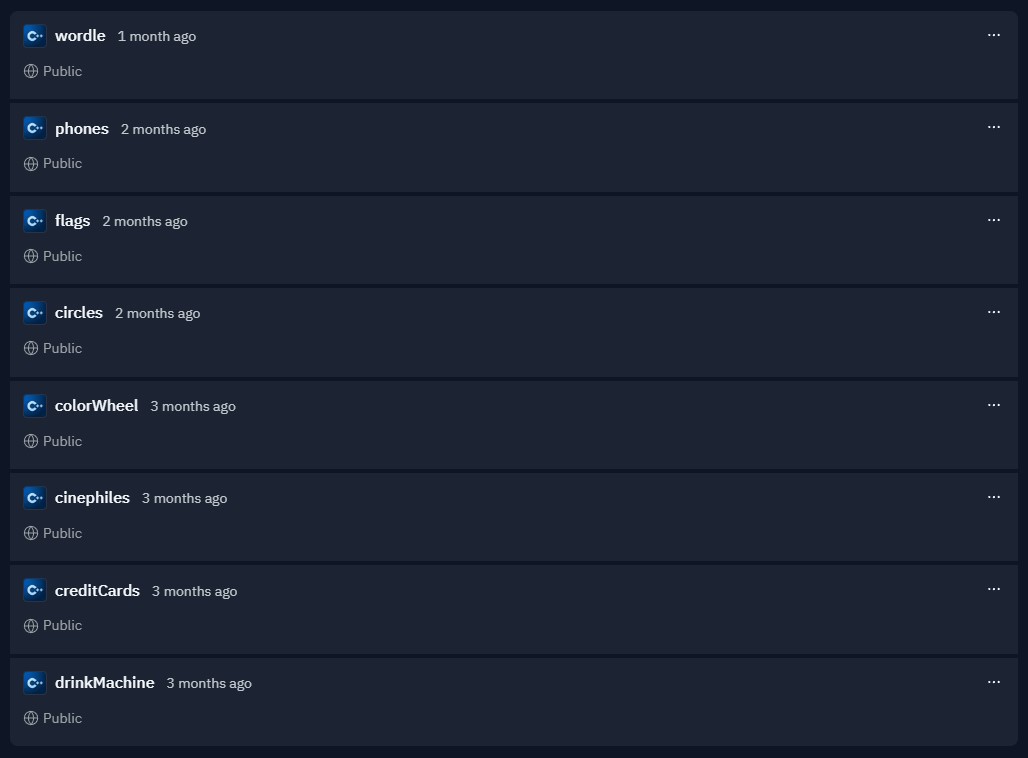 wordle 1 month ago ...
Public
phones 2 months ago ...
Public
flags 2 months ago ...
Public
circles 2 months ago ...
Public
colorWheel 3 months ago ...
Public
cinephiles 3 months ago ...
Public
creditCards 3 months ago ...
Public
drinkMachine 3 months ago ...
Public